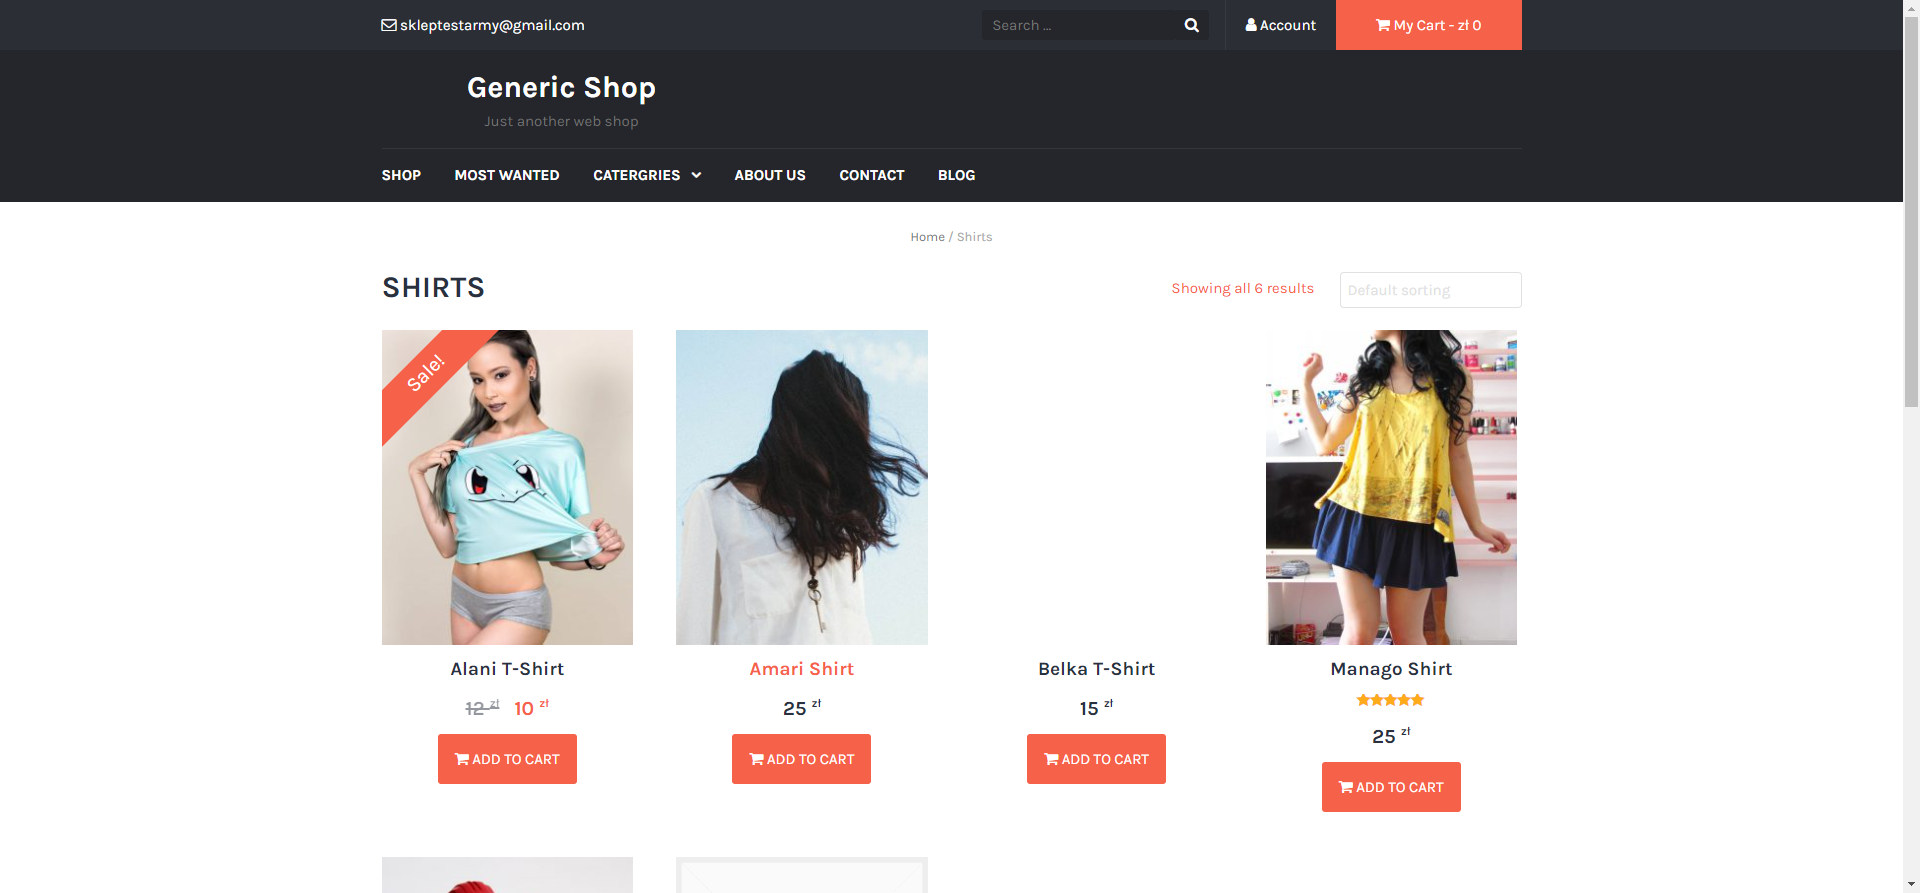 skleptestarmy@gmail.com
Search ...
Account
My Cart - zł 0
Generic Shop
Just another web shop
SHOP
MOST WANTED
CATERGRIES
ABOUT US
CONTACT
BLOG
Home / Shirts
SHIRTS
Showing all 6 results
Default sorting
Sale!
Alani T-Shirt
12 zł 10 zł
ADD TO CART
Amari Shirt
25 zł
ADD TO CART
Belka T-Shirt
15 zł
ADD TO CART
Manago Shirt
25 zł
ADD TO CART